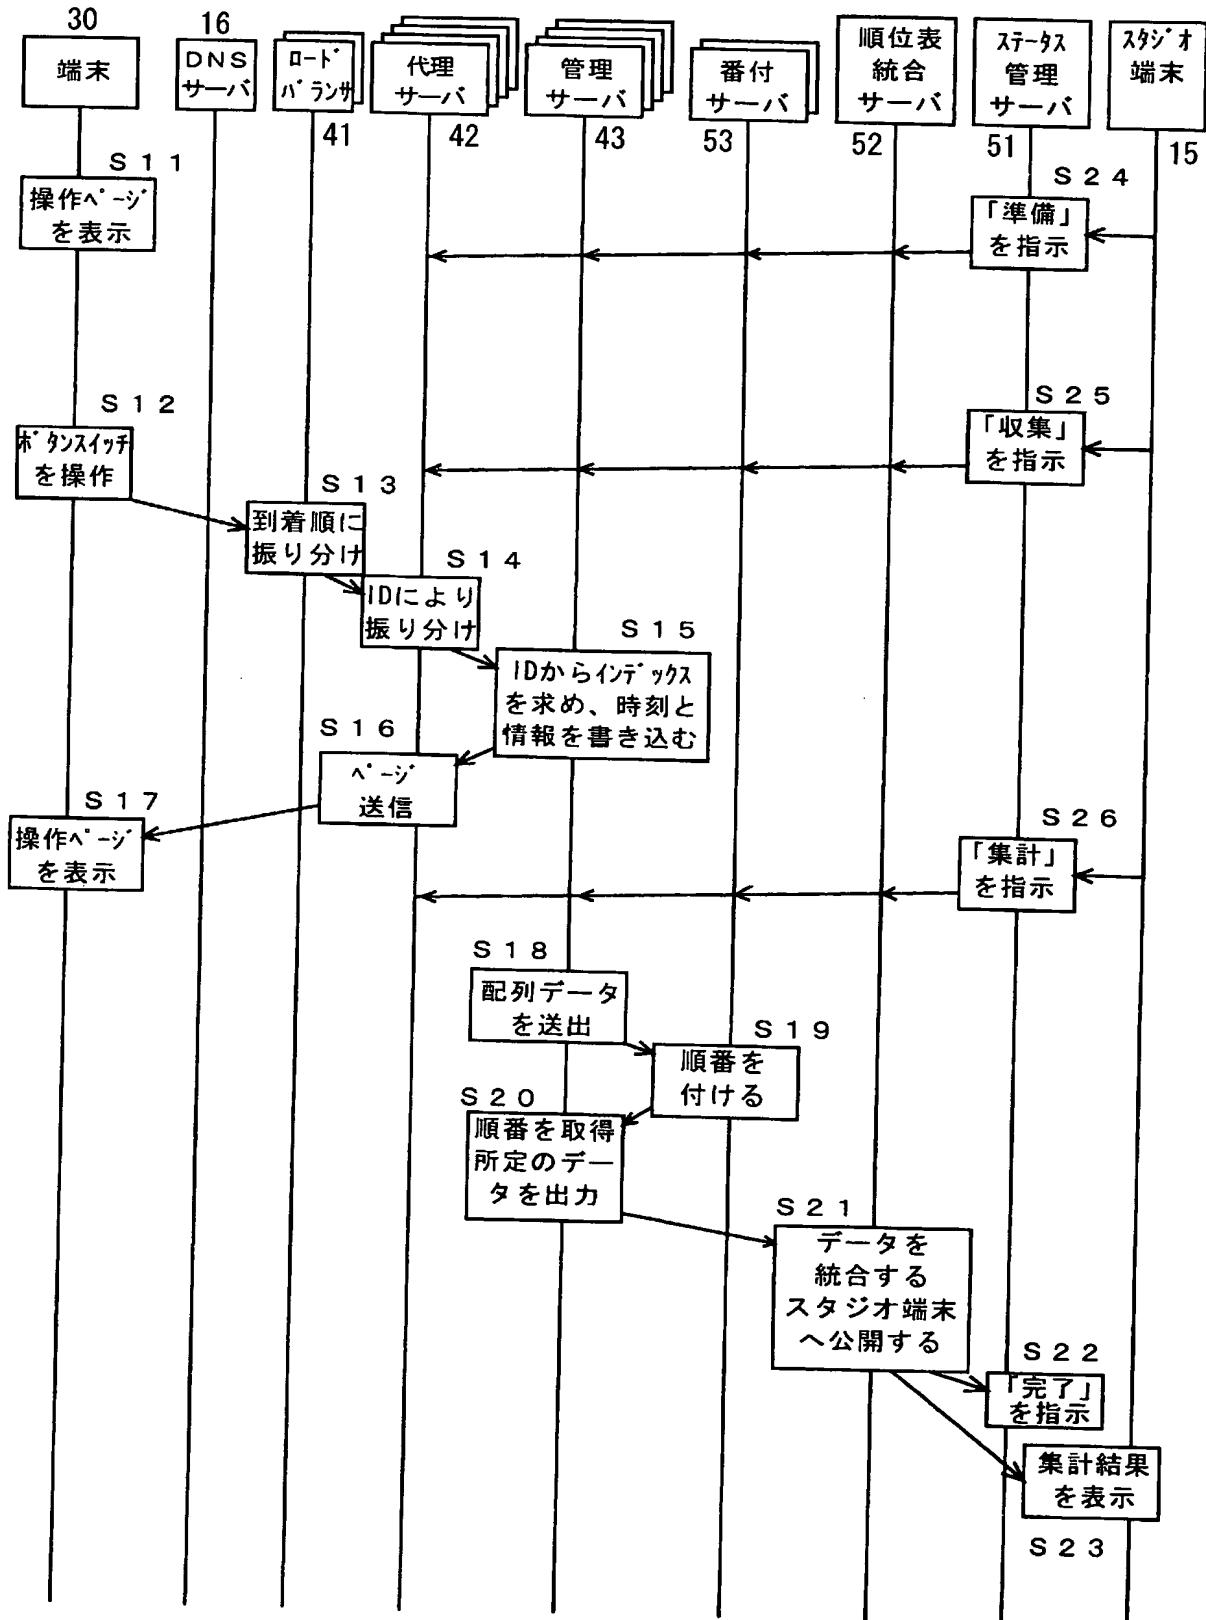 30
端末
16
DNS
サーバ
ロード
バランサ
41
代理
サーバ
42
管理
サーバ
43
番付
サーバ
53
順位表
統合
サーバ
52
ステータス
管理
サーバ
51
スタジオ
端末
15
S11
操作ページ
を表示
S24
「準備」
を指示
S12
ボタンスイッチ
を操作
S25
「収集」
を指示
S13
到着順に
振り分け
S14
IDにより
振り分け
S15
IDからインデックス
を求め、時刻と
情報を書き込む
S16
ページ
送信
S17
操作ページ
を表示
S26
「集計」
を指示
S18
配列データ
を送出
S19
順番を
付ける
S20
順番を取得
所定のデー
タを出力
S21
データを
統合する
スタジオ端末
へ公開する
S22
「完了」
を指示
集計結果
を表示
S23